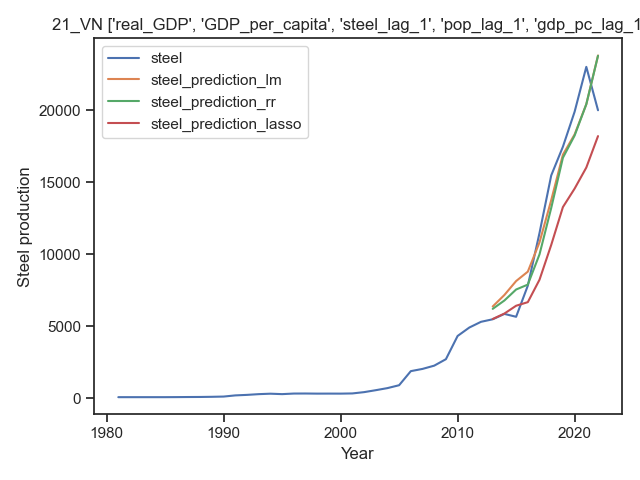 21_VN ['real_GDP', 'GDP_per_capita', 'steel_lag_1', 'pop_lag_1', 'gdp_pc_lag_1
steel
steel_prediction_lm
steel_prediction_rr
steel_prediction_lasso
20000
15000
10000
5000
0
Steel production
1980 1990 2000 2010 2020
Year